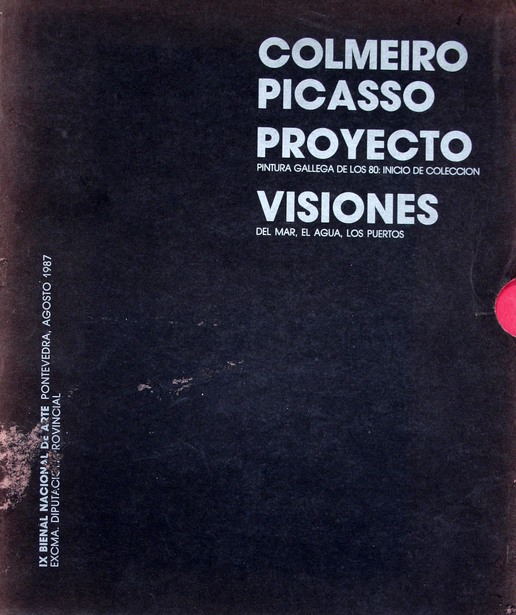 COLMEIRO
PICASSO
PROYECTO
PINTURA GALLEGA DE LOS 80: INICIO DE COLECCION
VISIONES
DEL MAR, EL AGUA, LOS PUERTOS
IX BIENAL NACIONAL De ARTE PONTEVEDRA, AGOSTO 1987
EXCMA. DIPUTACION PROVINCIAL